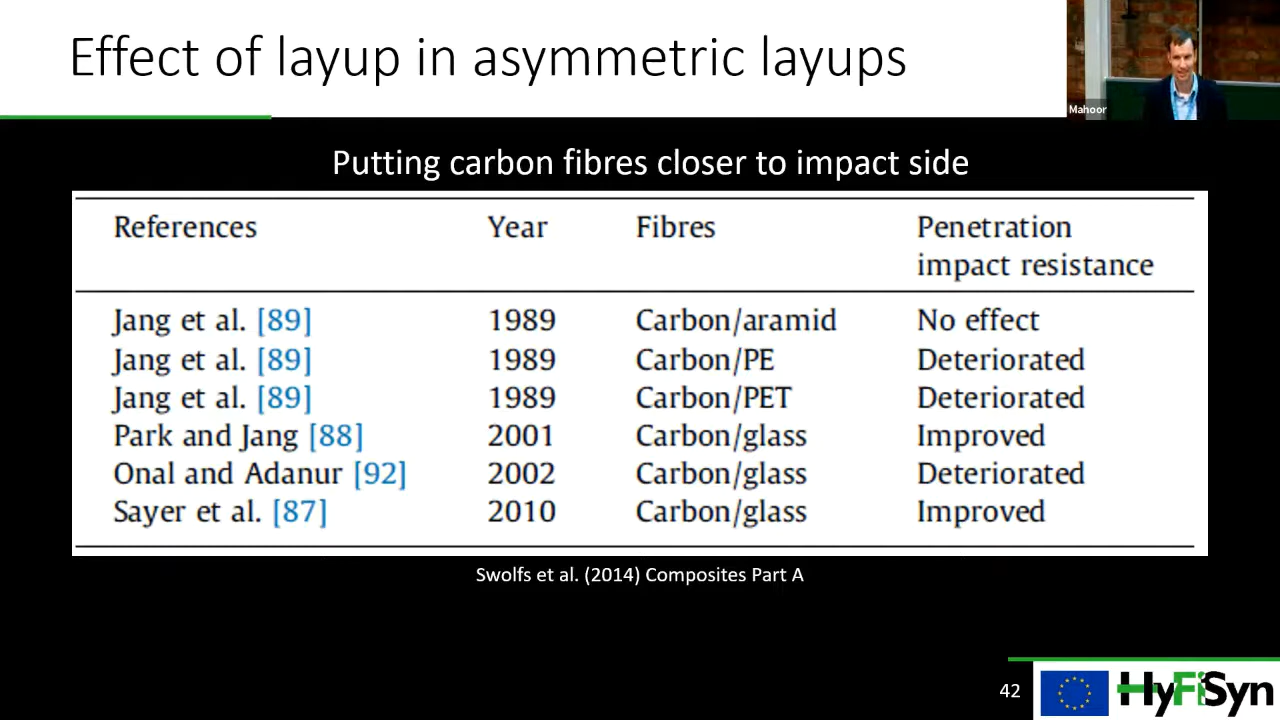 Effect of layup in asymmetric layups
Mahoor
Putting carbon fibres closer to impact side
References Year Fibres Penetration impact resistance
Jang et al. [89] 1989 Carbon/aramid No effect
Jang et al. [89] 1989 Carbon/PE Deteriorated
Jang et al. [89] 1989 Carbon/PET Deteriorated
Park and Jang [88] 2001 Carbon/glass Improved
Onal and Adanur [92] 2002 Carbon/glass Deteriorated
Sayer et al. [87] 2010 Carbon/glass Improved
Swolfs et al. (2014) Composites Part A
42
HyFiSyn